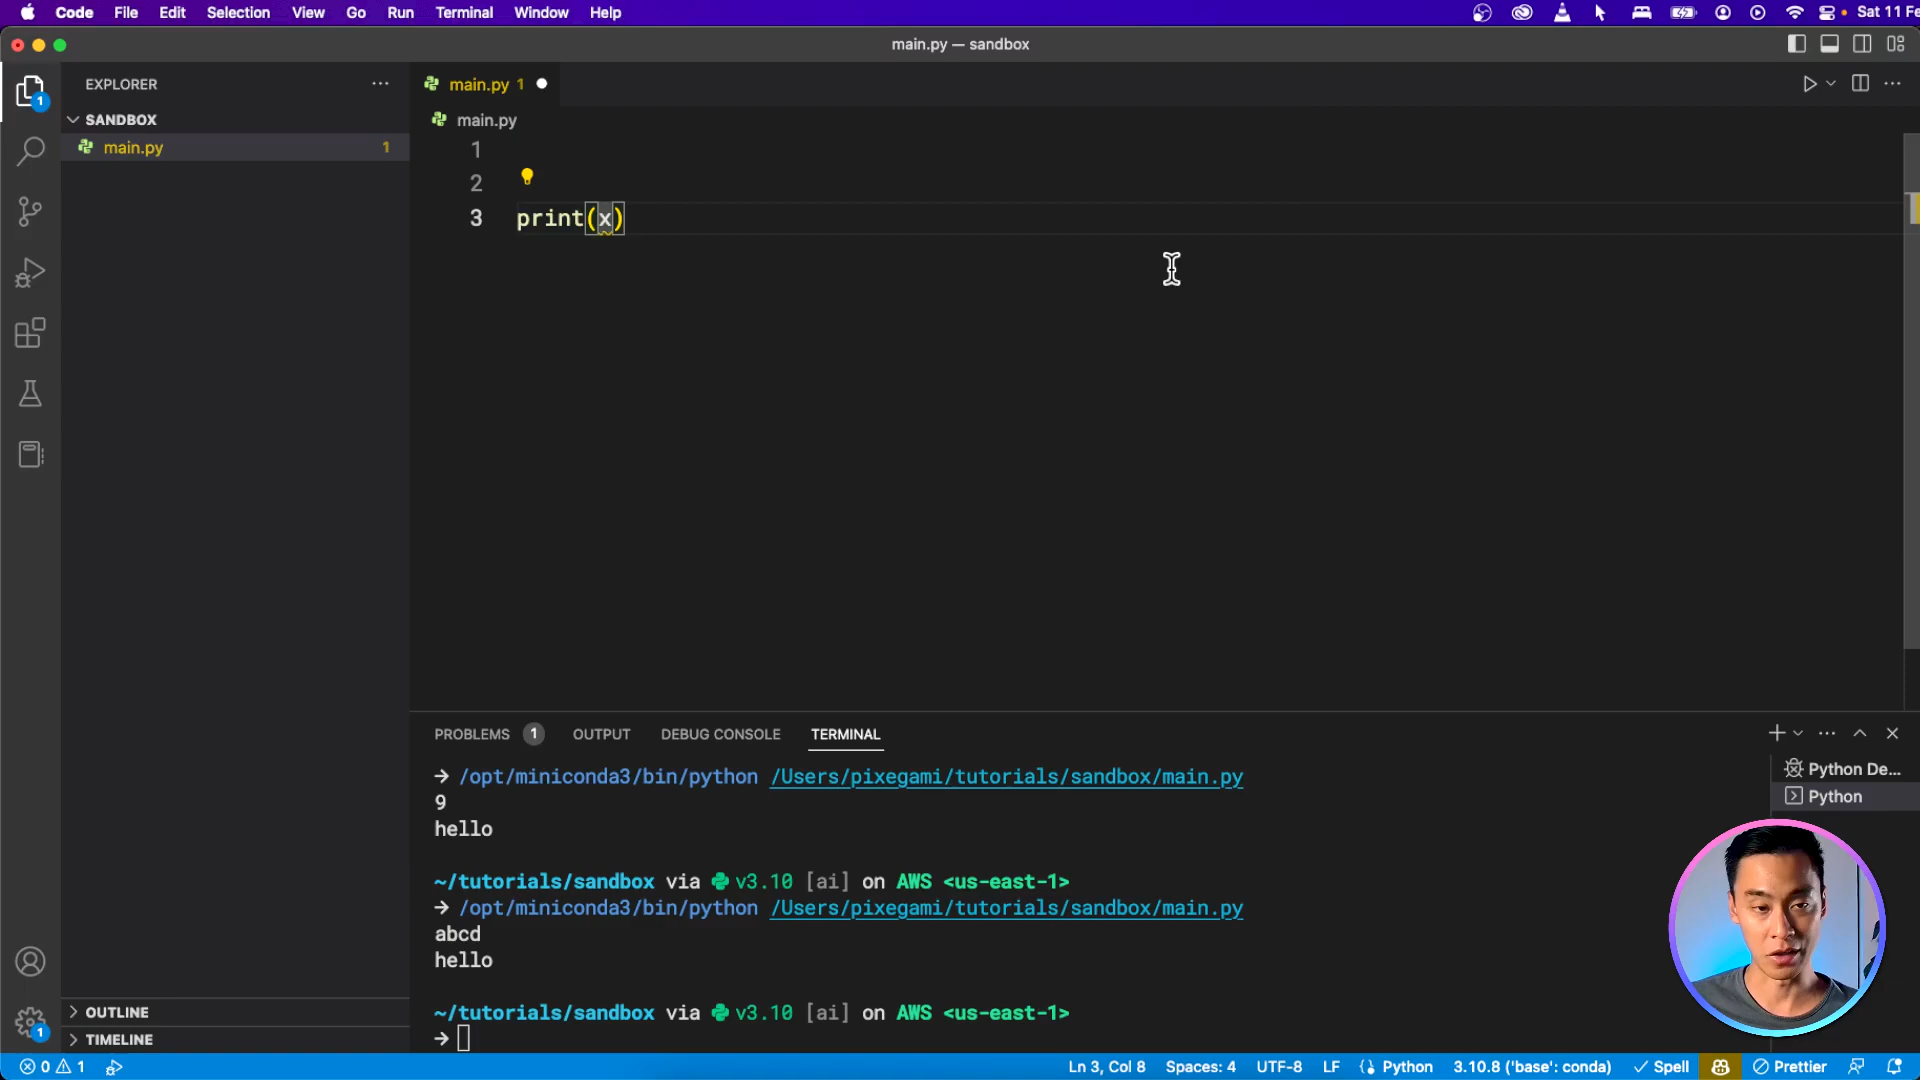 Code File Edit Selection View Go Run Terminal Window Help Sat 11 Fe
main.py — sandbox
EXPLORER
main.py 1
SANDBOX
main.py
main.py 1
1
2
3 print(x)
PROBLEMS 1 OUTPUT DEBUG CONSOLE TERMINAL
→ /opt/miniconda3/bin/python /Users/pixegami/tutorials/sandbox/main.py
9
hello
~/tutorials/sandbox via v3.10 [ai] on AWS <us-east-1>
→ /opt/miniconda3/bin/python /Users/pixegami/tutorials/sandbox/main.py
abcd
hello
~/tutorials/sandbox via v3.10 [ai] on AWS <us-east-1>
→
Python De...
Python
1
1
OUTLINE
TIMELINE
0 1 Ln 3, Col 8 Spaces: 4 UTF-8 LF Python 3.10.8 ('base': conda) Spell Prettier